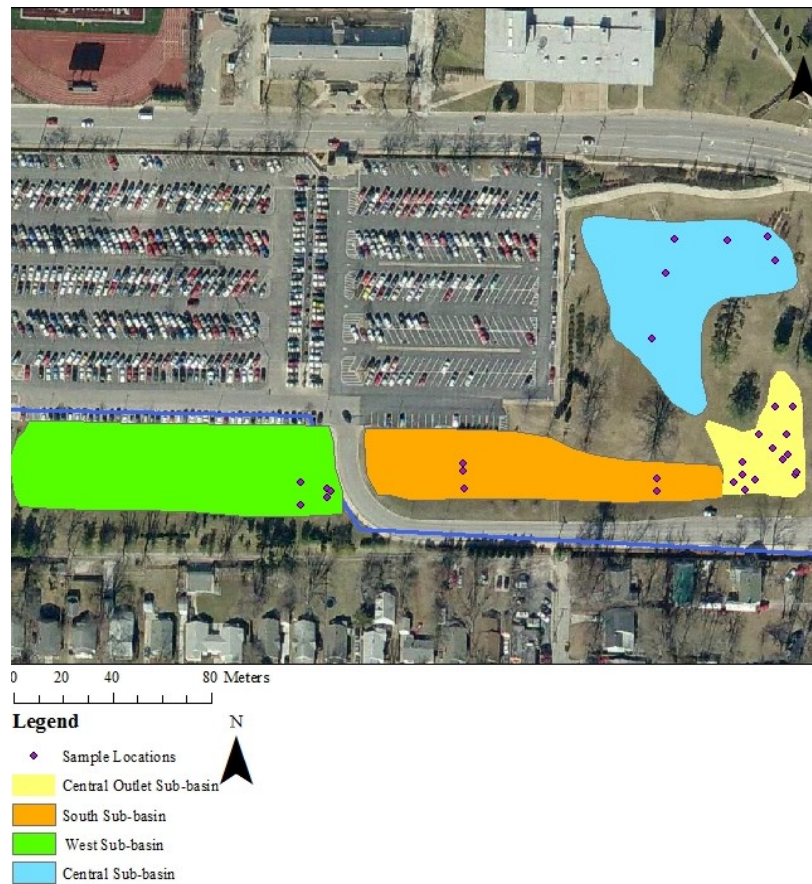 0 20 40 80 Meters
Legend
N
Sample Locations
Central Outlet Sub-basin
South Sub-basin
West Sub-basin
Central Sub-basin